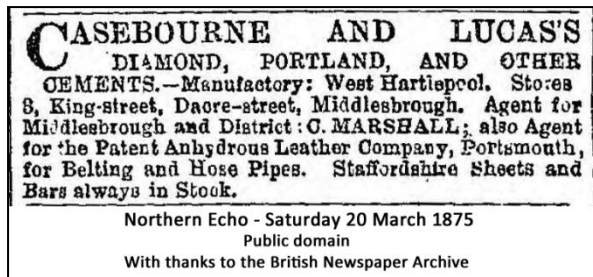 CASEBOURNE AND LUCAS'S
DIAMOND, PORTLAND, AND OTHER
CEMENTS.—Manufactory: West Hartlepool. Stores
8, King-street, Dacre-street, Middlesbrough. Agent for
Middlesbrough and District: C. MARSHALL; also Agent
for the Patent Anhydrous Leather Company, Portsmouth,
for Belting and Hose Pipes. Staffordshire Sheets and
Bars always in Stock.
Northern Echo - Saturday 20 March 1875
Public domain
With thanks to the British Newspaper Archive